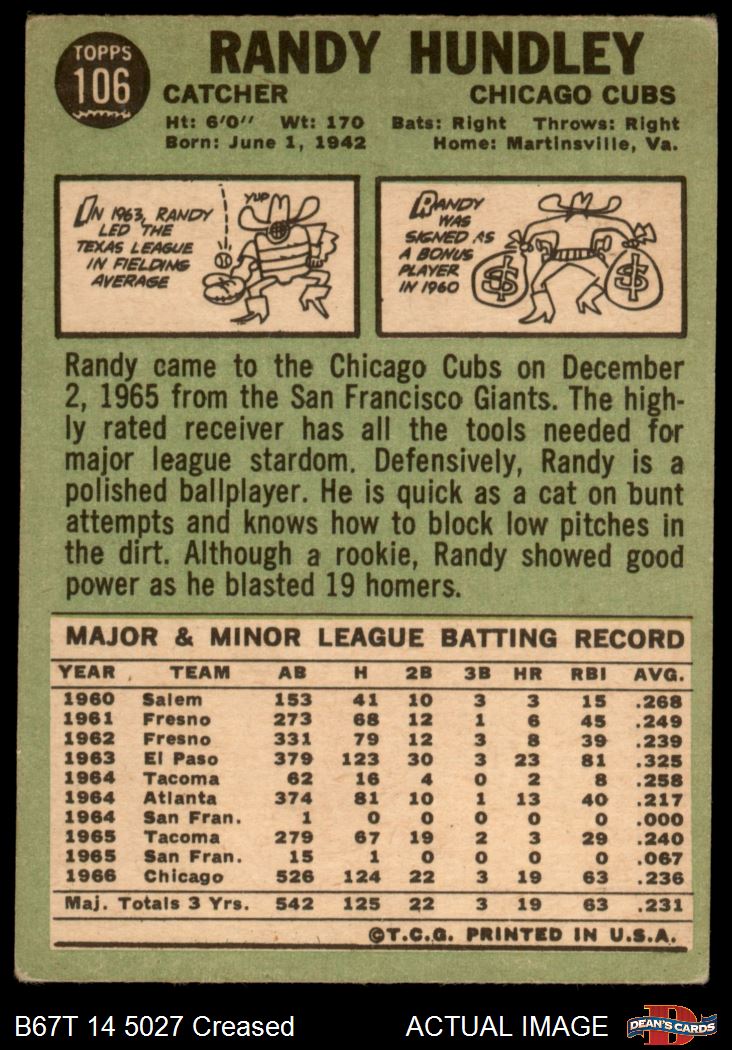 TOPPS
106
RANDY HUNDLEY
CATCHER CHICAGO CUBS
Ht: 6'0" Wt: 170 Bats: Right Throws: Right
Born: June 1, 1942 Home: Martinsville, Va.
IN 1963, RANDY
LED THE
TEXAS LEAGUE
IN FIELDING
AVERAGE
YUP
RANDY
WAS
SIGNED AS
A BONUS
PLAYER
IN 1960
$ $
Randy came to the Chicago Cubs on December
2, 1965 from the San Francisco Giants. The high-
ly rated receiver has all the tools needed for
major league stardom. Defensively, Randy is a
polished ballplayer. He is quick as a cat on bunt
attempts and knows how to block low pitches in
the dirt. Although a rookie, Randy showed good
power as he blasted 19 homers.
MAJOR & MINOR LEAGUE BATTING RECORD
YEAR TEAM AB H 2B 3B HR RBI AVG.
1960 Salem 153 41 10 3 3 15 .268
1961 Fresno 273 68 12 1 6 45 .249
1962 Fresno 331 79 12 3 8 39 .239
1963 El Paso 379 123 30 3 23 81 .325
1964 Tacoma 62 16 4 0 2 8 .258
1964 Atlanta 374 81 10 1 13 40 .217
1964 San Fran. 1 0 0 0 0 0 .000
1965 Tacoma 279 67 19 2 3 29 .240
1965 San Fran. 15 1 0 0 0 0 .067
1966 Chicago 526 124 22 3 19 63 .236
Maj. Totals 3 Yrs. 542 125 22 3 19 63 .231
©T.C.G. PRINTED IN U.S.A.
B67T 14 5027 Creased ACTUAL IMAGE
D
DEAN'S CARDS